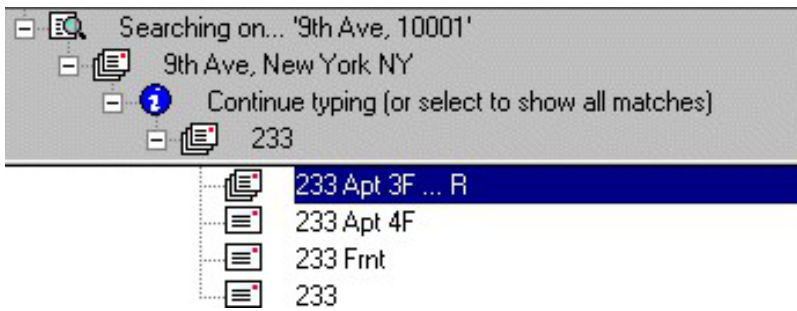 Searching on... '9th Ave, 10001'
9th Ave, New York NY
Continue typing (or select to show all matches)
233
233 Apt 3F ... R
233 Apt 4F
233 Frnt
233